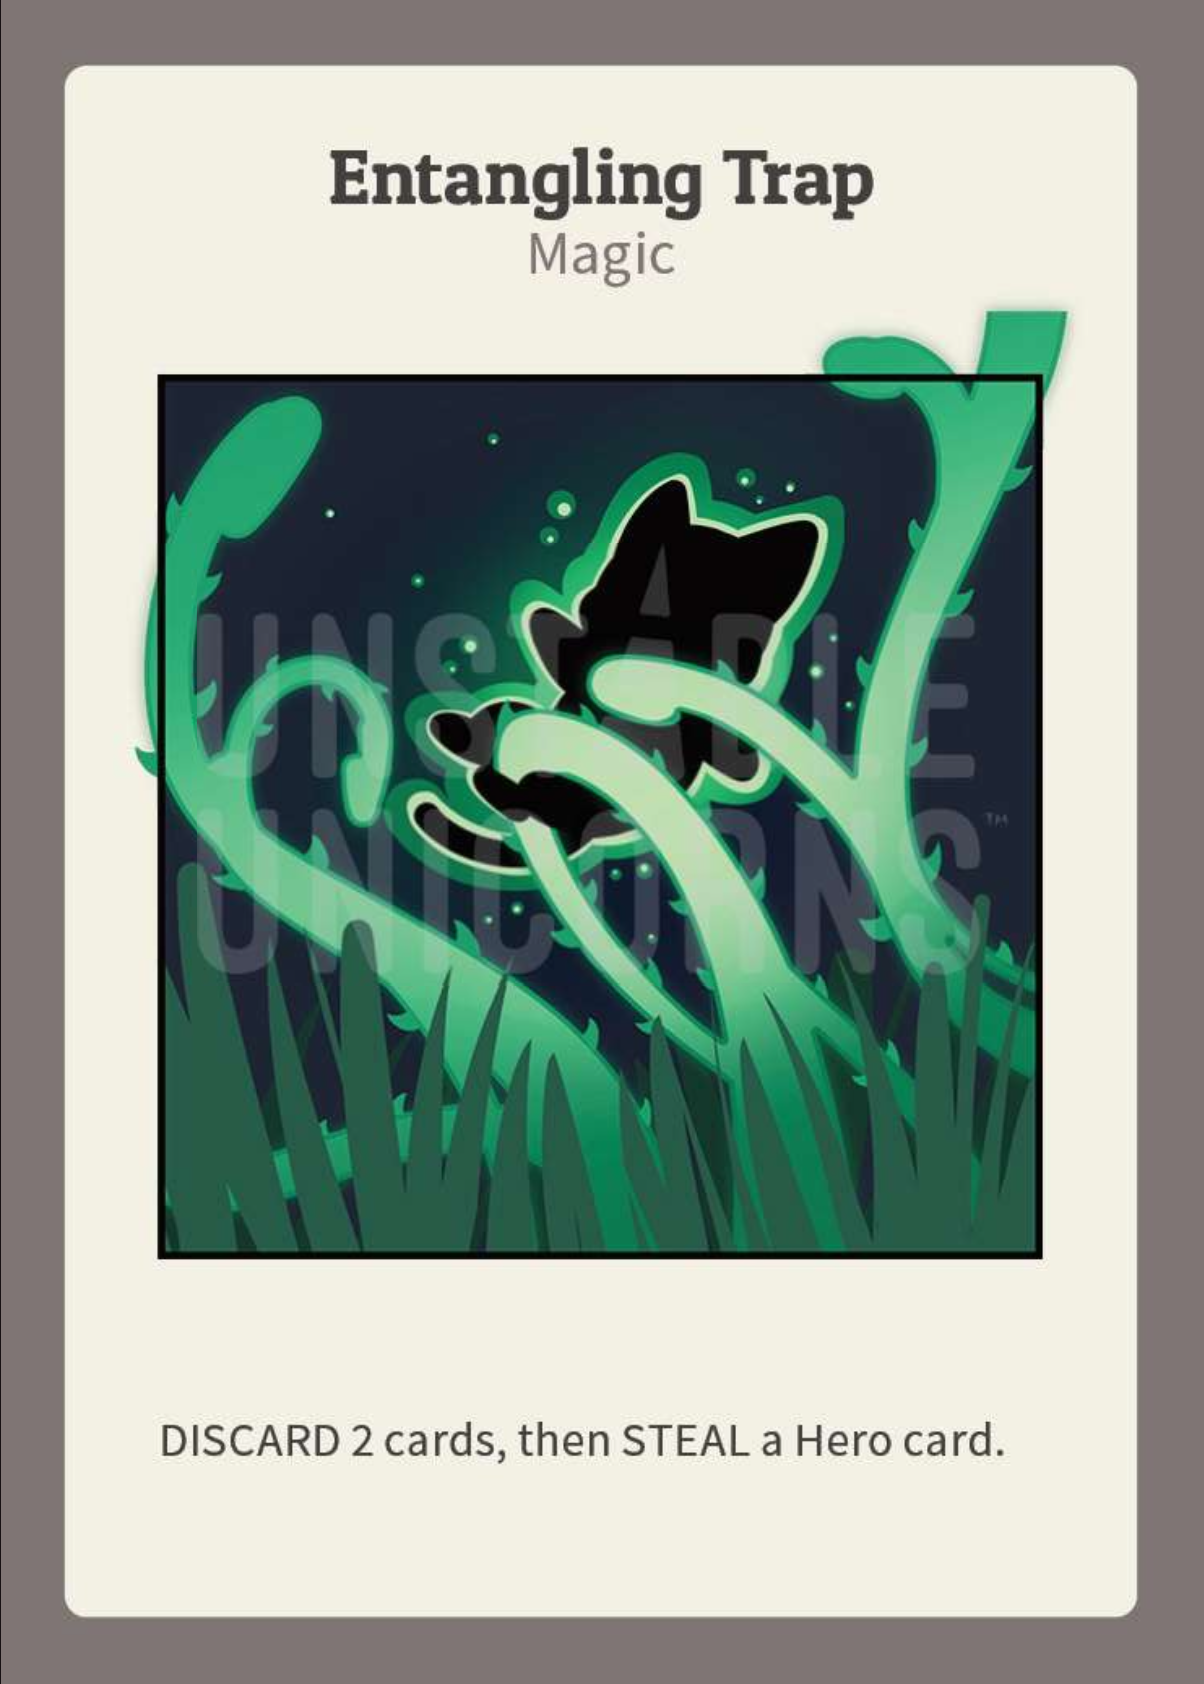 Entangling Trap
Magic
UNSTABLE
UNICORNS
TM
DISCARD 2 cards, then STEAL a Hero card.